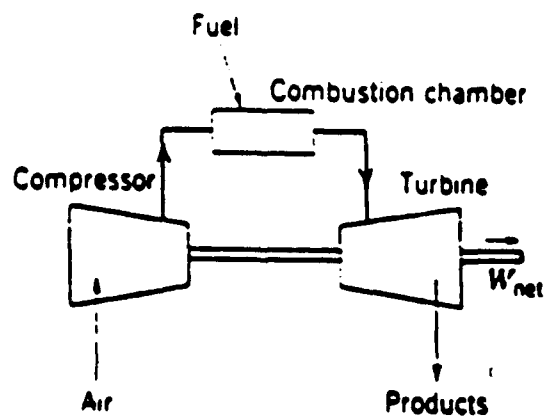 Fuel
Combustion chamber
Compressor
Turbine
W net
Air
Products